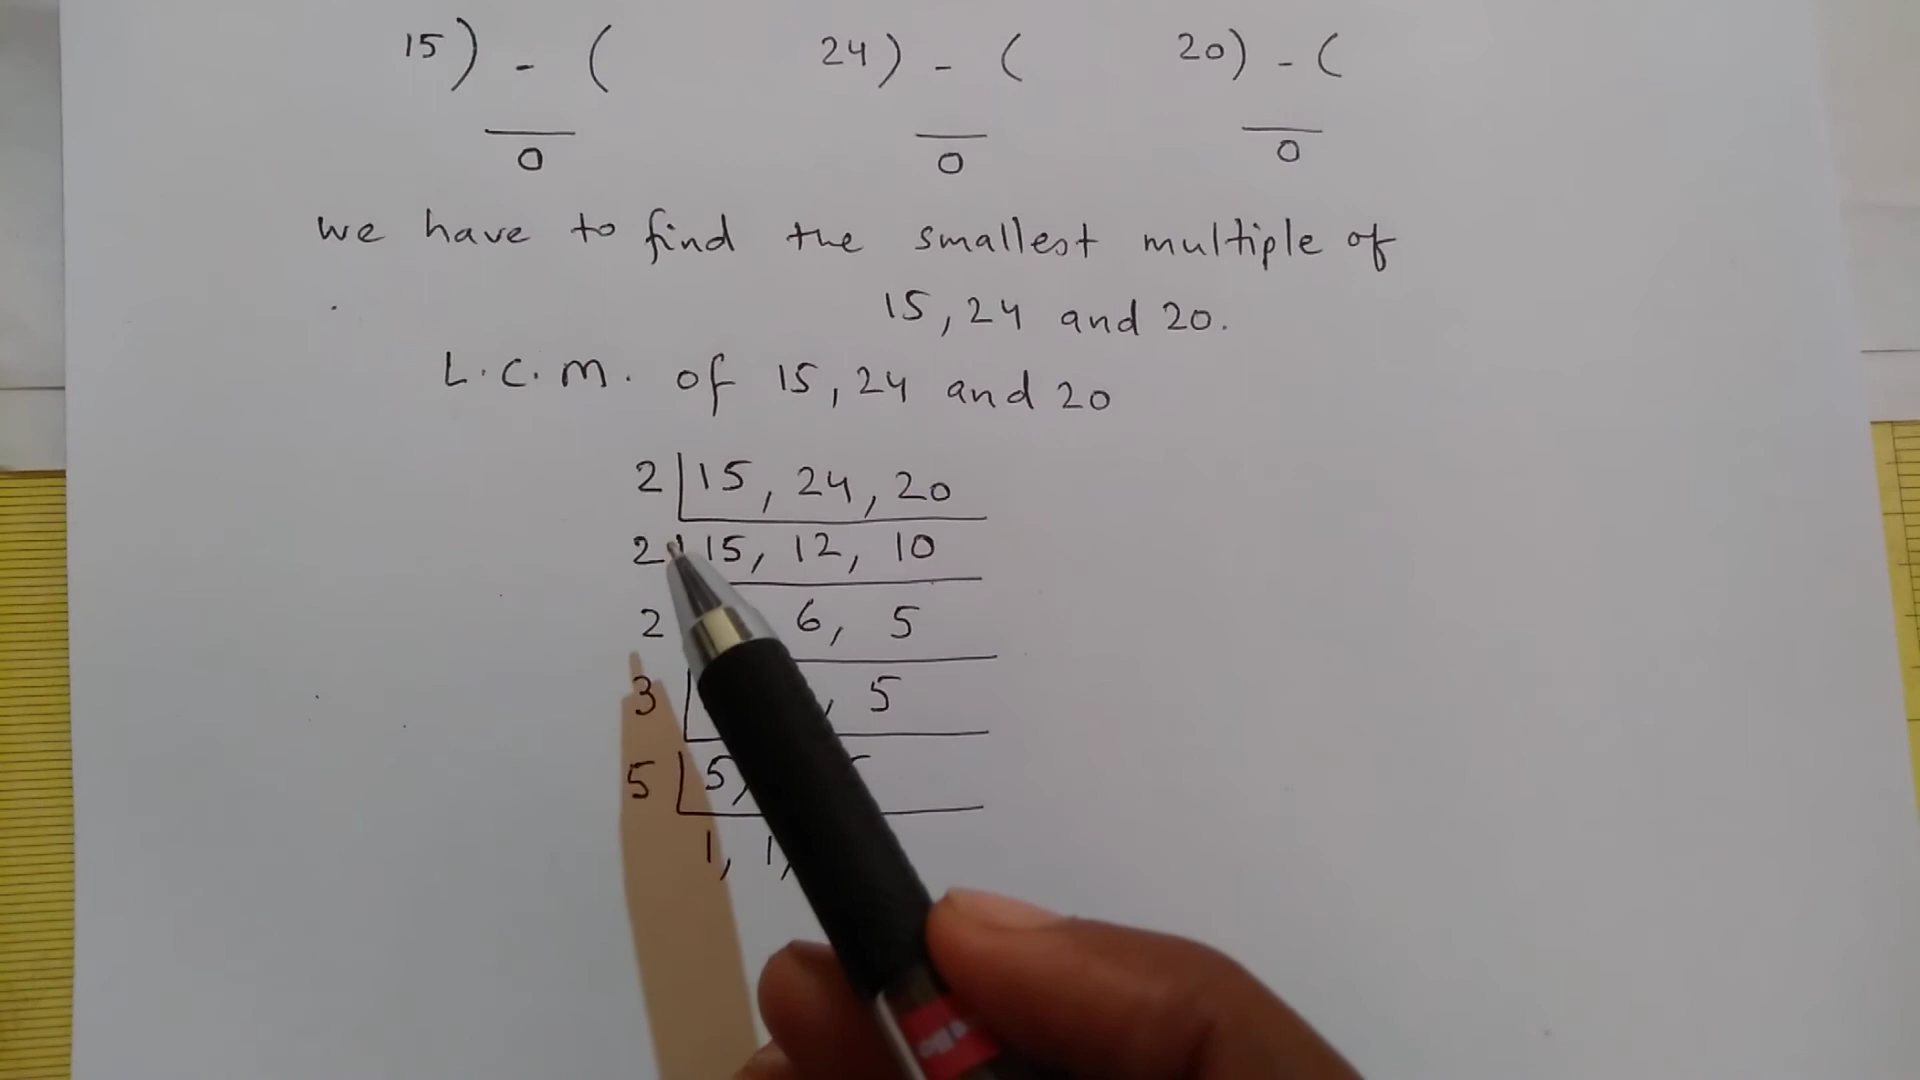 15) - (   24) - (   20) - (
0   0   0
we have to find the smallest multiple of
15, 24 and 20.
L.C.M. of 15, 24 and 20
2 | 15, 24, 20
2 | 15, 12, 10
2 6, 5
3 | , 5
5 | 5,
1, 1,